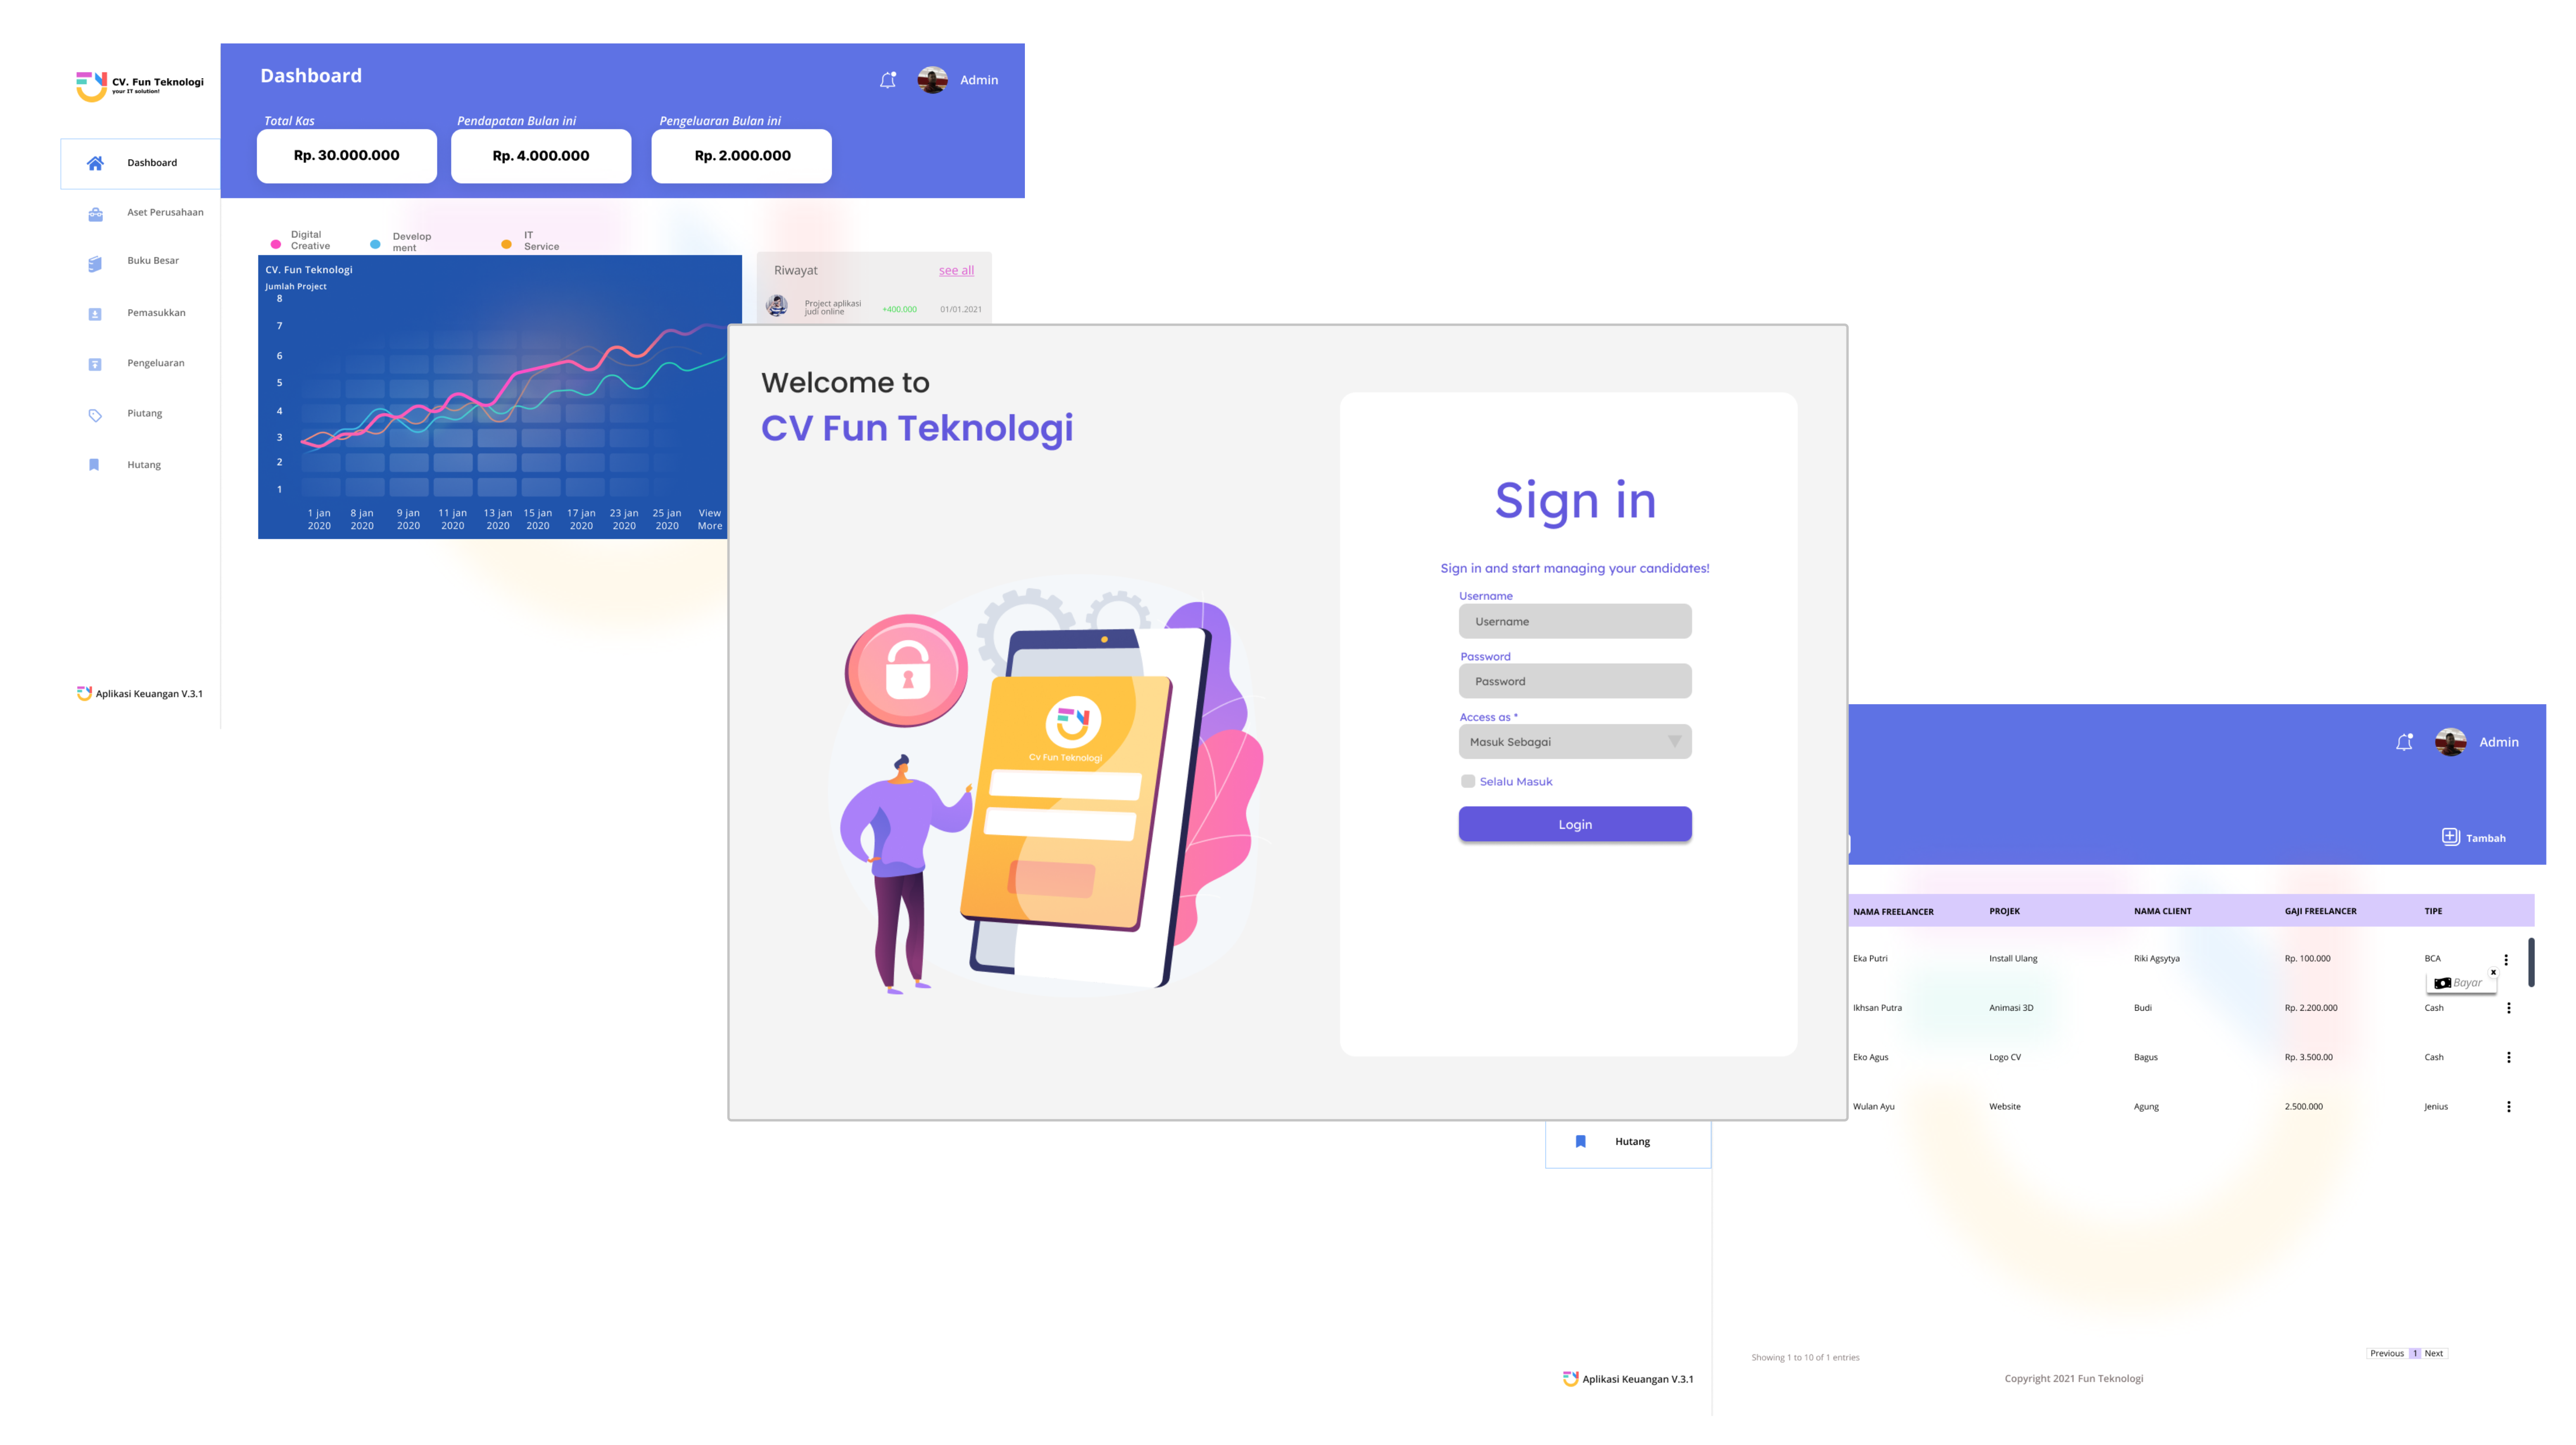 CV. Fun Teknologi
your IT solution!
Dashboard
Aset Perusahaan
Buku Besar
Pemasukkan
Pengeluaran
Piutang
Hutang
Aplikasi Keuangan V.3.1
Dashboard
Admin
Total Kas
Pendapatan Bulan ini
Pengeluaran Bulan ini
Rp. 30.000.000
Rp. 4.000.000
Rp. 2.000.000
Digital
Creative
Develop
ment
IT
Service
CV. Fun Teknologi
Jumlah Project
8
7
6
5
4
3
2
1
1 jan 2020
8 jan 2020
9 jan 2020
11 jan 2020
13 jan 2020
15 jan 2020
17 jan 2020
23 jan 2020
25 jan 2020
View More
Riwayat
see all
Project aplikasi
judi online
+400.000
01/01.2021
Welcome to
CV Fun Teknologi
Cv Fun Teknologi
Sign in
Sign in and start managing your candidates!
Username
Username
Password
Password
Access as *
Masuk Sebagai
Selalu Masuk
Login
Admin
Tambah
NAMA FREELANCER PROJEK NAMA CLIENT GAJI FREELANCER TIPE
Eka Putri Install Ulang Riki Agsytya Rp. 100.000 BCA
x
Bayar
Ikhsan Putra Animasi 3D Budi Rp. 2.200.000 Cash
Eko Agus Logo CV Bagus Rp. 3.500.00 Cash
Wulan Ayu Website Agung 2.500.000 Jenius
Hutang
Showing 1 to 10 of 1 entries
Previous 1 Next
Aplikasi Keuangan V.3.1
Copyright 2021 Fun Teknologi